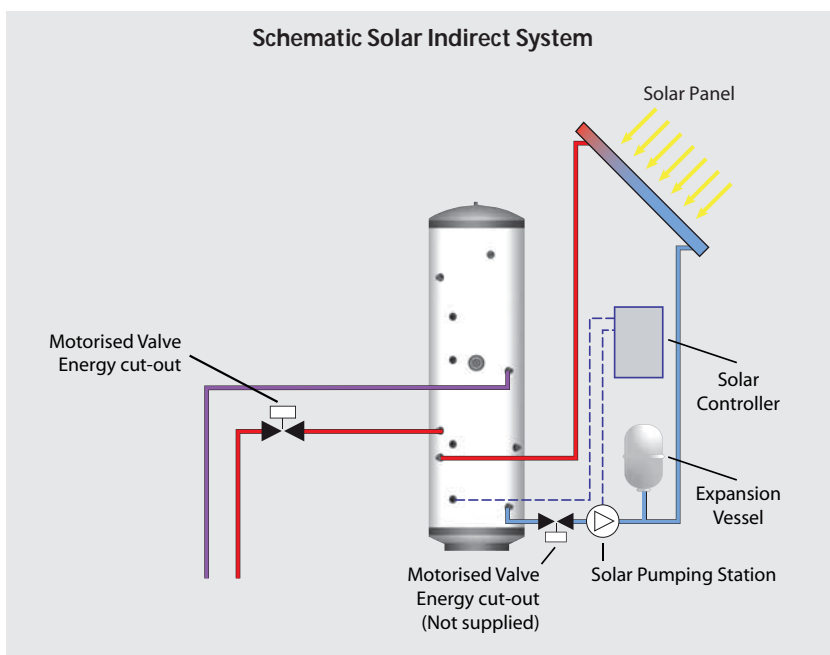 Schematic Solar Indirect System
Solar Panel
Motorised Valve
Energy cut-out
Solar
Controller
Expansion
Vessel
Motorised Valve
Energy cut-out
(Not supplied)
Solar Pumping Station